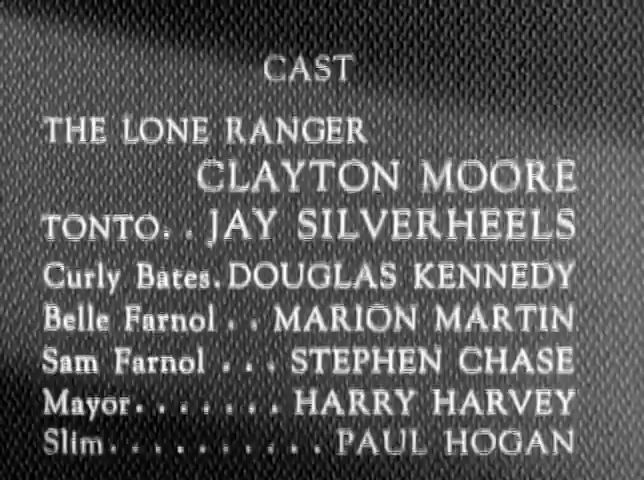 CAST
THE LONE RANGER
CLAYTON MOORE
TONTO. . JAY SILVERHEELS
Curly Bates. DOUGLAS KENNEDY
Belle Farnol . . MARION MARTIN
Sam Farnol . . . STEPHEN CHASE
Mayor. . . . . . . HARRY HARVEY
Slim. . . . . . . . . . PAUL HOGAN